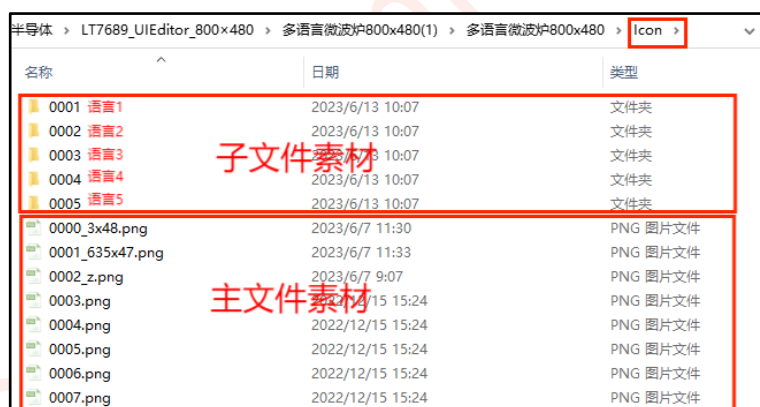 半导体 › LT7689_UIEditor_800×480 › 多语言微波炉800x480(1) › 多语言微波炉800x480 › Icon ›
名称 日期 类型
0001 语言1 2023/6/13 10:07 文件夹
0002 语言2 2023/6/13 10:07 文件夹
0003 语言3 2023/6/13 10:07 文件夹
子文件素材
0004 语言4 2023/6/13 10:07 文件夹
0005 语言5 2023/6/13 10:07 文件夹
0000_3x48.png 2023/6/7 11:30 PNG 图片文件
0001_635x47.png 2023/6/7 11:33 PNG 图片文件
0002_z.png 2023/6/7 9:07 PNG 图片文件
主文件素材
0003.png 2022/12/15 15:24 PNG 图片文件
0004.png 2022/12/15 15:24 PNG 图片文件
0005.png 2022/12/15 15:24 PNG 图片文件
0006.png 2022/12/15 15:24 PNG 图片文件
0007.png 2022/12/15 15:24 PNG 图片文件